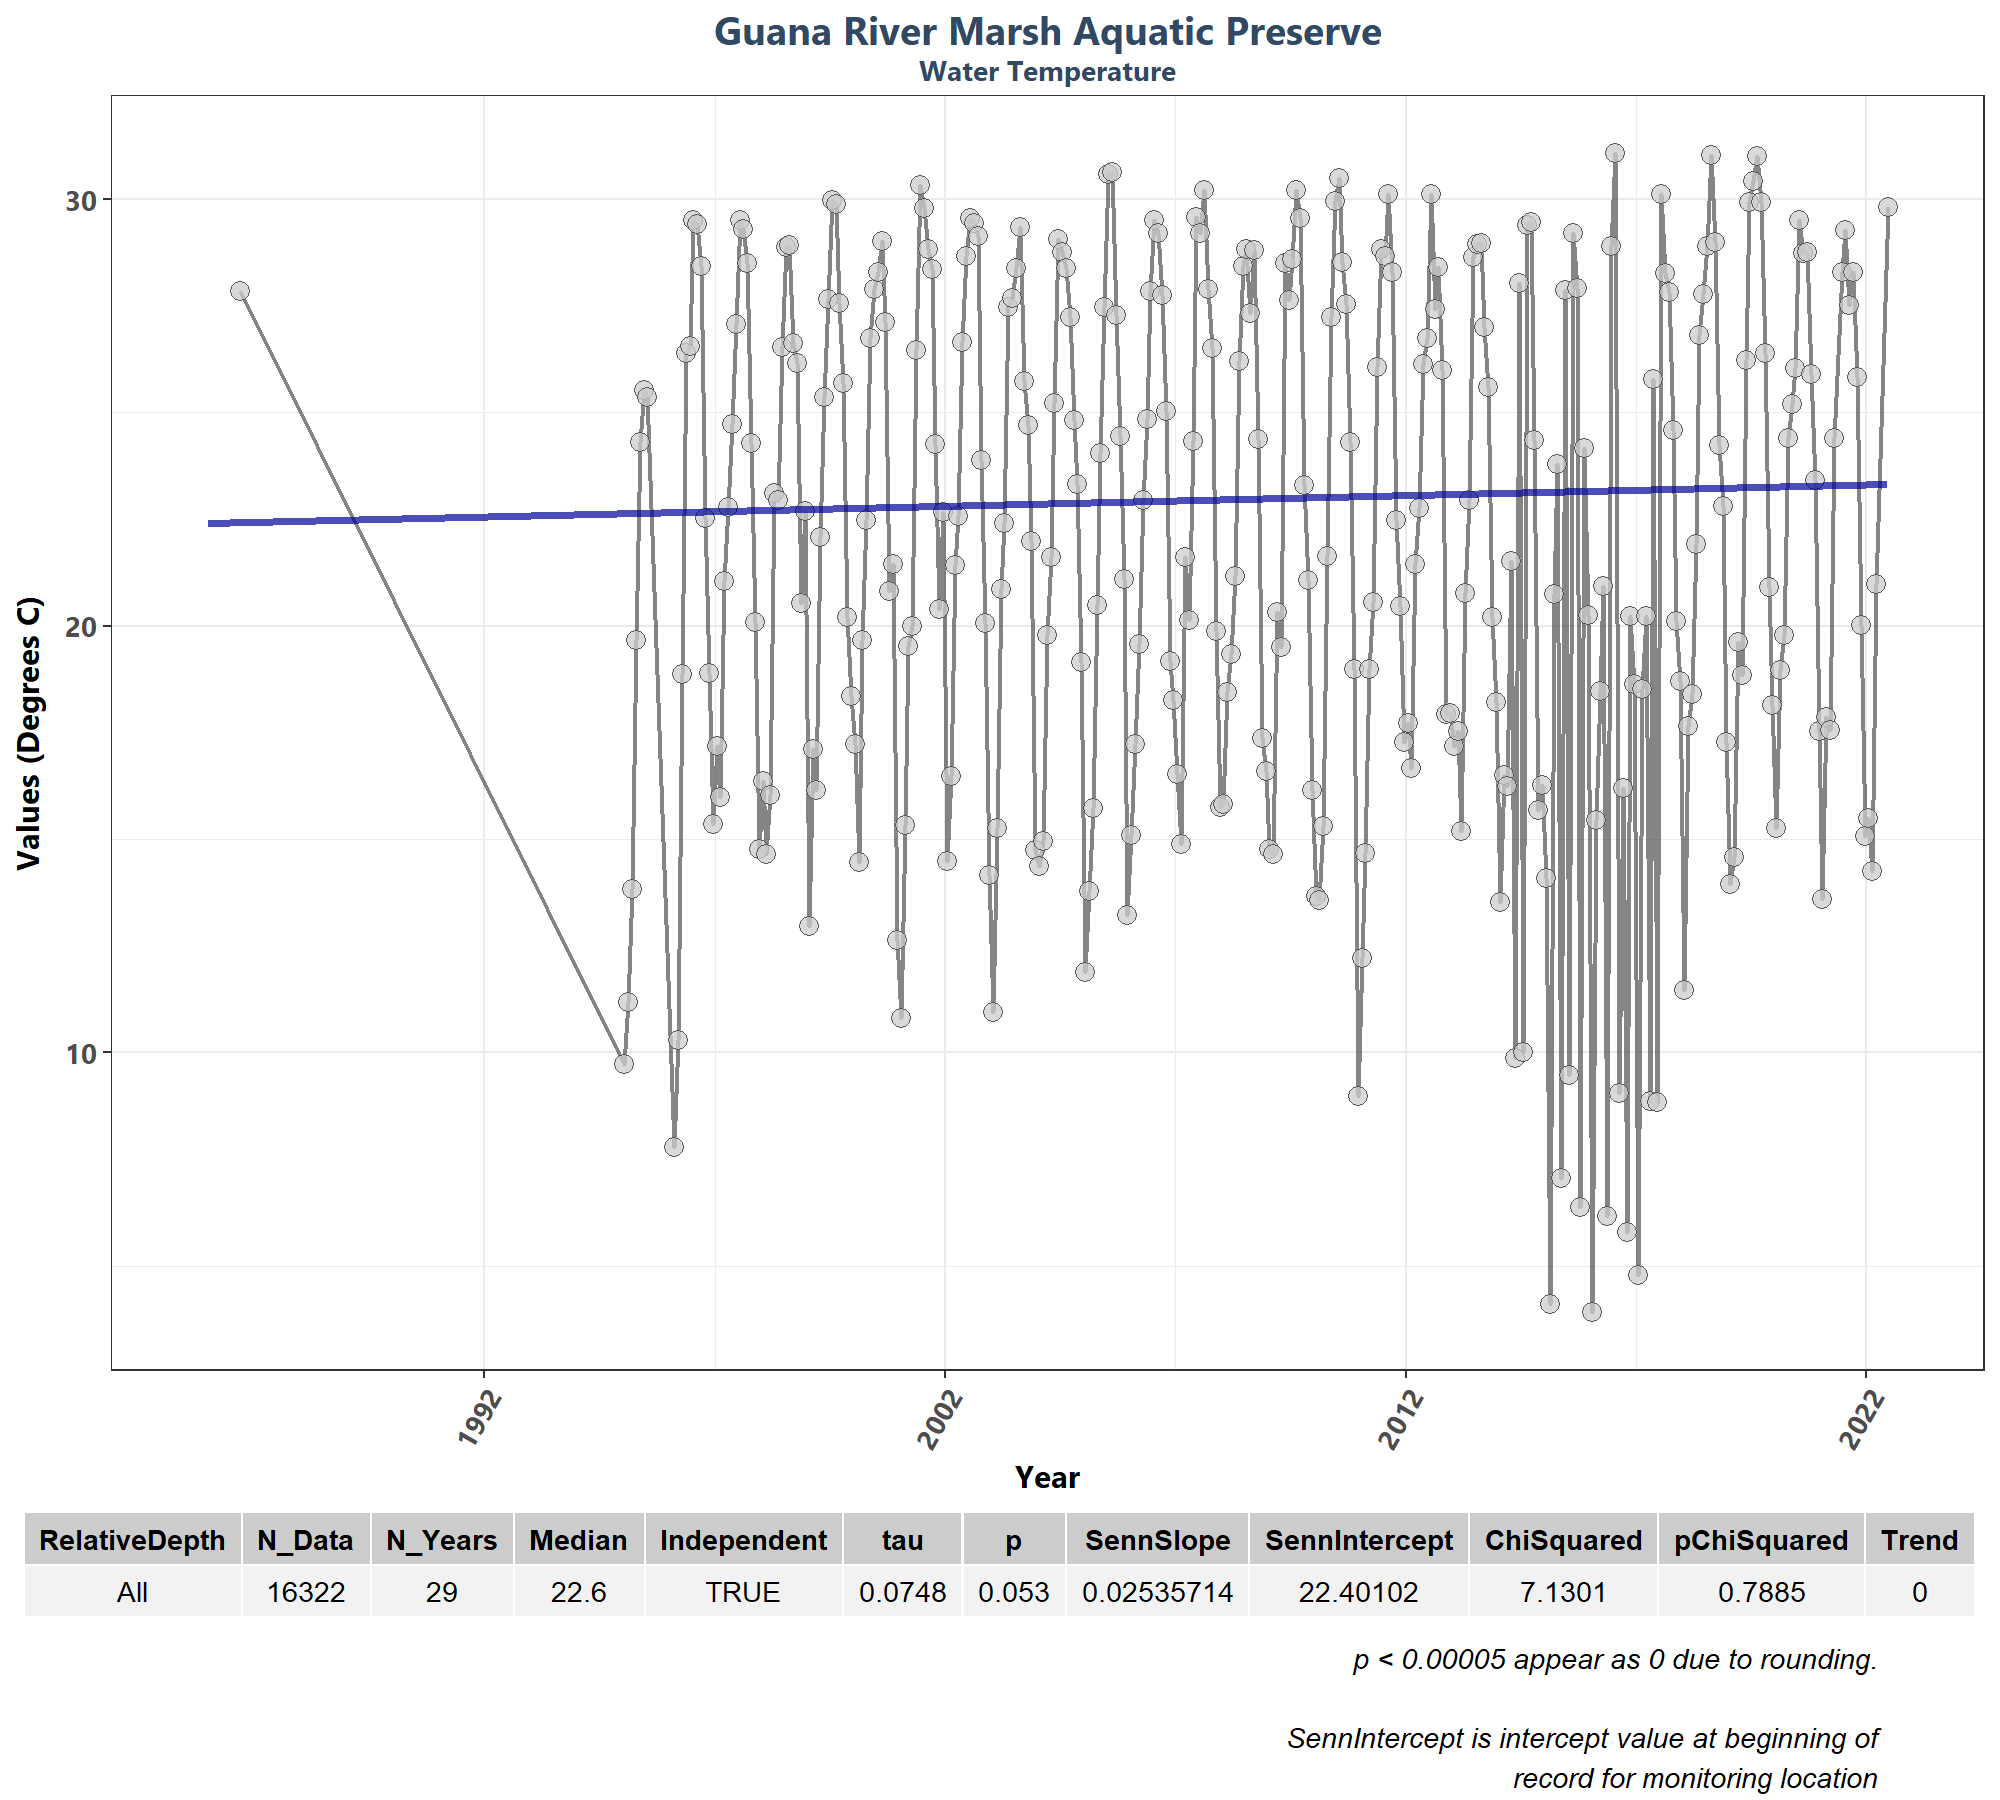 Guana River Marsh Aquatic Preserve
Water Temperature
Values (Degrees C)
30
20
10
1992
2002
2012
2022
Year
RelativeDepth N_Data N_Years Median Independent tau p SennSlope SennIntercept ChiSquared pChiSquared Trend
All 16322 29 22.6 TRUE 0.0748 0.053 0.02535714 22.40102 7.1301 0.7885 0
p < 0.00005 appear as 0 due to rounding.
SennIntercept is intercept value at beginning of
record for monitoring location